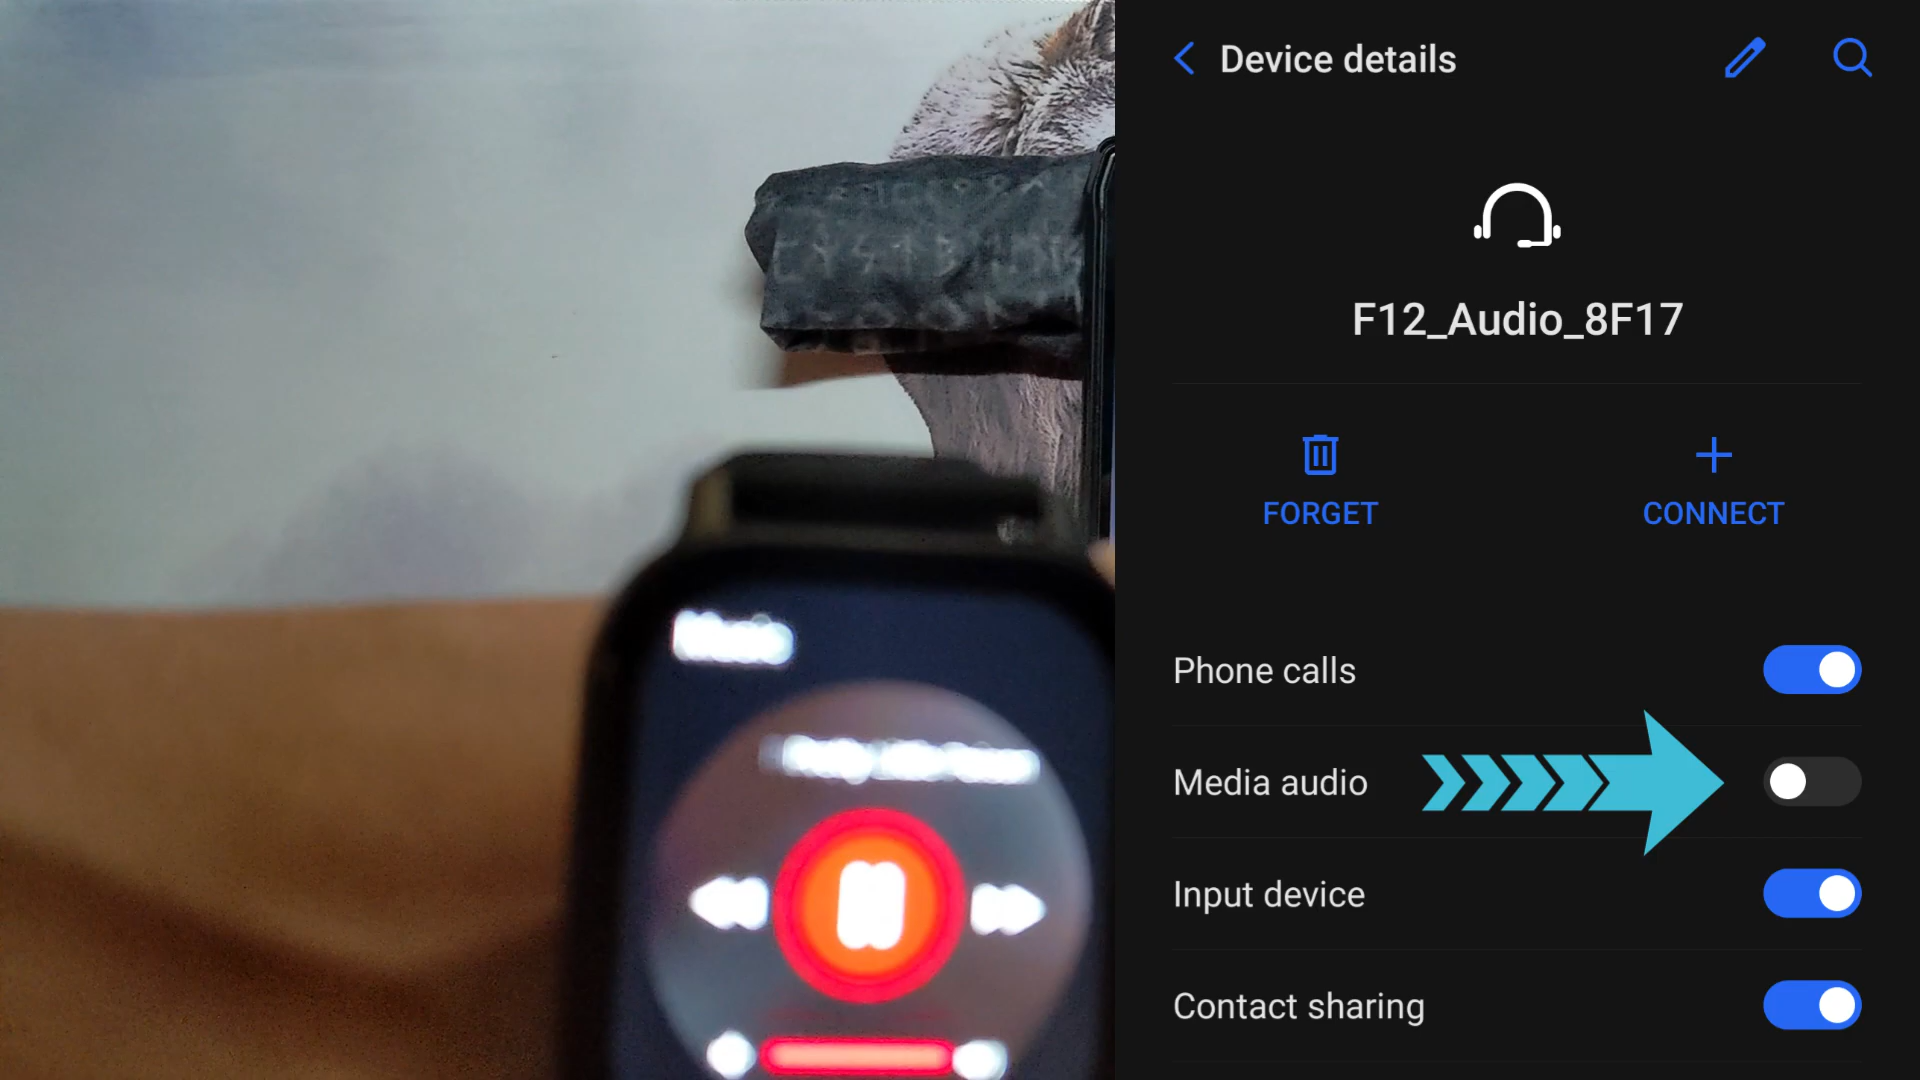 Device details
F12_Audio_8F17
FORGET
CONNECT
Phone calls
Media audio
Input device
Contact sharing